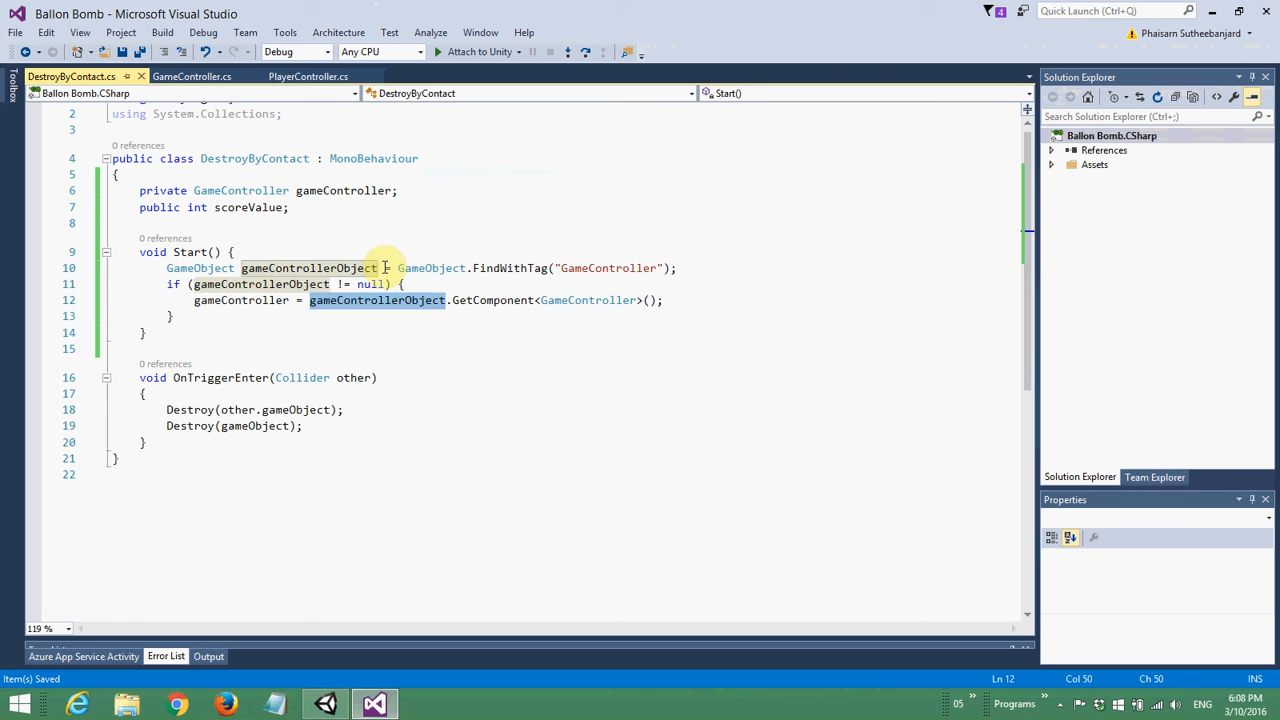 Ballon Bomb - Microsoft Visual Studio
4
Quick Launch (Ctrl+;)
File Edit View Project Build Debug Team Tools Architecture Test Analyze Window Help
Phaisarn Sutheebanjard
Debug Any CPU Attach to Unity
Toolbox
DestroyByContact.cs GameController.cs PlayerController.cs
Ballon Bomb.CSharp DestroyByContact Start()
2 using System.Collections;
3
0 references
4 public class DestroyByContact : MonoBehaviour
5 {
6 private GameController gameController;
7 public int scoreValue;
8
0 references
9 void Start() {
10 GameObject gameControllerObject = GameObject.FindWithTag("GameController");
11 if (gameControllerObject != null) {
12 gameController = gameControllerObject.GetComponent<GameController>();
13 }
14 }
15
0 references
16 void OnTriggerEnter(Collider other)
17 {
18 Destroy(other.gameObject);
19 Destroy(gameObject);
20 }
21 }
22
119 %
Solution Explorer
Search Solution Explorer (Ctrl+;)
Ballon Bomb.CSharp
References
Assets
Solution Explorer Team Explorer
Properties
Azure App Service Activity Error List Output
Item(s) Saved Ln 12 Col 50 Ch 50 INS
05 Programs ENG 6:08 PM
3/10/2016